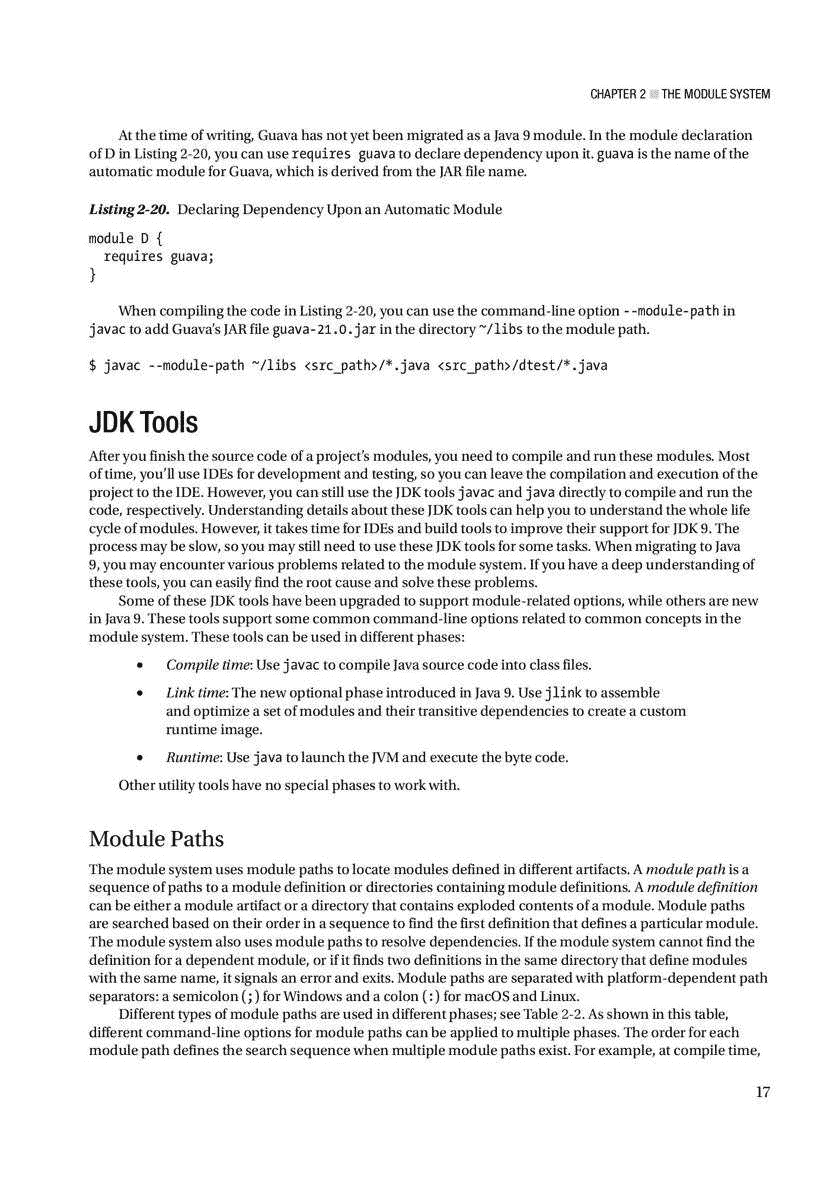 CHAPTER 2 ■ THE MODULE SYSTEM
At the time of writing, Guava has not yet been migrated as a Java 9 module. In the module declaration
of D in Listing 2-20, you can use requires guava to declare dependency upon it. guava is the name of the
automatic module for Guava, which is derived from the JAR file name.
Listing 2-20. Declaring Dependency Upon an Automatic Module
module D {
  requires guava;
}
When compiling the code in Listing 2-20, you can use the command-line option --module-path in
javac to add Guava's JAR file guava-21.0.jar in the directory ~/libs to the module path.
$ javac --module-path ~/libs <src_path>/*.java <src_path>/dtest/*.java
JDK Tools
After you finish the source code of a project's modules, you need to compile and run these modules. Most
of time, you'll use IDEs for development and testing, so you can leave the compilation and execution of the
project to the IDE. However, you can still use the JDK tools javac and java directly to compile and run the
code, respectively. Understanding details about these JDK tools can help you to understand the whole life
cycle of modules. However, it takes time for IDEs and build tools to improve their support for JDK 9. The
process may be slow, so you may still need to use these JDK tools for some tasks. When migrating to Java
9, you may encounter various problems related to the module system. If you have a deep understanding of
these tools, you can easily find the root cause and solve these problems.
Some of these JDK tools have been upgraded to support module-related options, while others are new
in Java 9. These tools support some common command-line options related to common concepts in the
module system. These tools can be used in different phases:
• Compile time: Use javac to compile Java source code into class files.
• Link time: The new optional phase introduced in Java 9. Use jlink to assemble
and optimize a set of modules and their transitive dependencies to create a custom
runtime image.
• Runtime: Use java to launch the JVM and execute the byte code.
Other utility tools have no special phases to work with.
Module Paths
The module system uses module paths to locate modules defined in different artifacts. A module path is a
sequence of paths to a module definition or directories containing module definitions. A module definition
can be either a module artifact or a directory that contains exploded contents of a module. Module paths
are searched based on their order in a sequence to find the first definition that defines a particular module.
The module system also uses module paths to resolve dependencies. If the module system cannot find the
definition for a dependent module, or if it finds two definitions in the same directory that define modules
with the same name, it signals an error and exits. Module paths are separated with platform-dependent path
separators: a semicolon (;) for Windows and a colon (:) for macOS and Linux.
Different types of module paths are used in different phases; see Table 2-2. As shown in this table,
different command-line options for module paths can be applied to multiple phases. The order for each
module path defines the search sequence when multiple module paths exist. For example, at compile time,
17